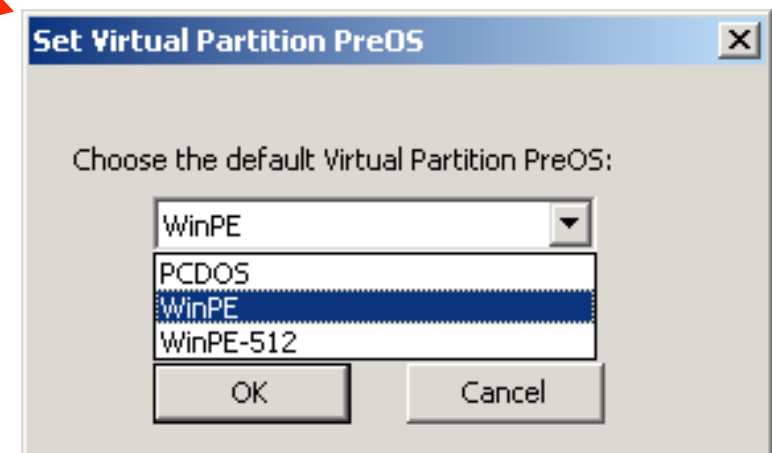 Set Virtual Partition PreOS
Choose the default Virtual Partition PreOS:
WinPE
PCDOS
WinPE
WinPE-512
OK Cancel